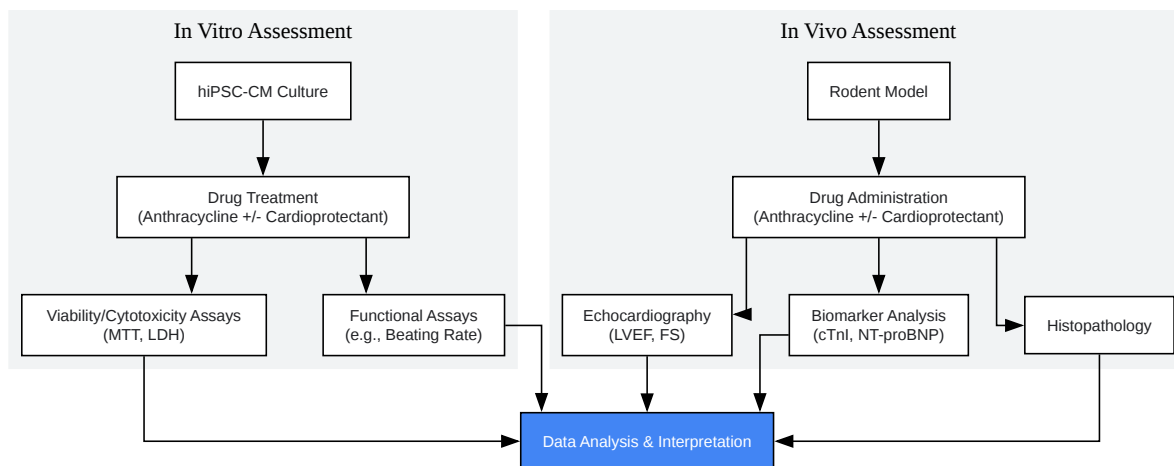 In Vitro Assessment
In Vivo Assessment
hiPSC-CM Culture
Rodent Model
Drug Treatment
(Anthracycline +/- Cardioprotectant)
Drug Administration
(Anthracycline +/- Cardioprotectant)
Viability/Cytotoxicity Assays
(MTT, LDH)
Functional Assays
(e.g., Beating Rate)
Echocardiography
(LVEF, FS)
Biomarker Analysis
(cTnI, NT-proBNP)
Histopathology
Data Analysis & Interpretation